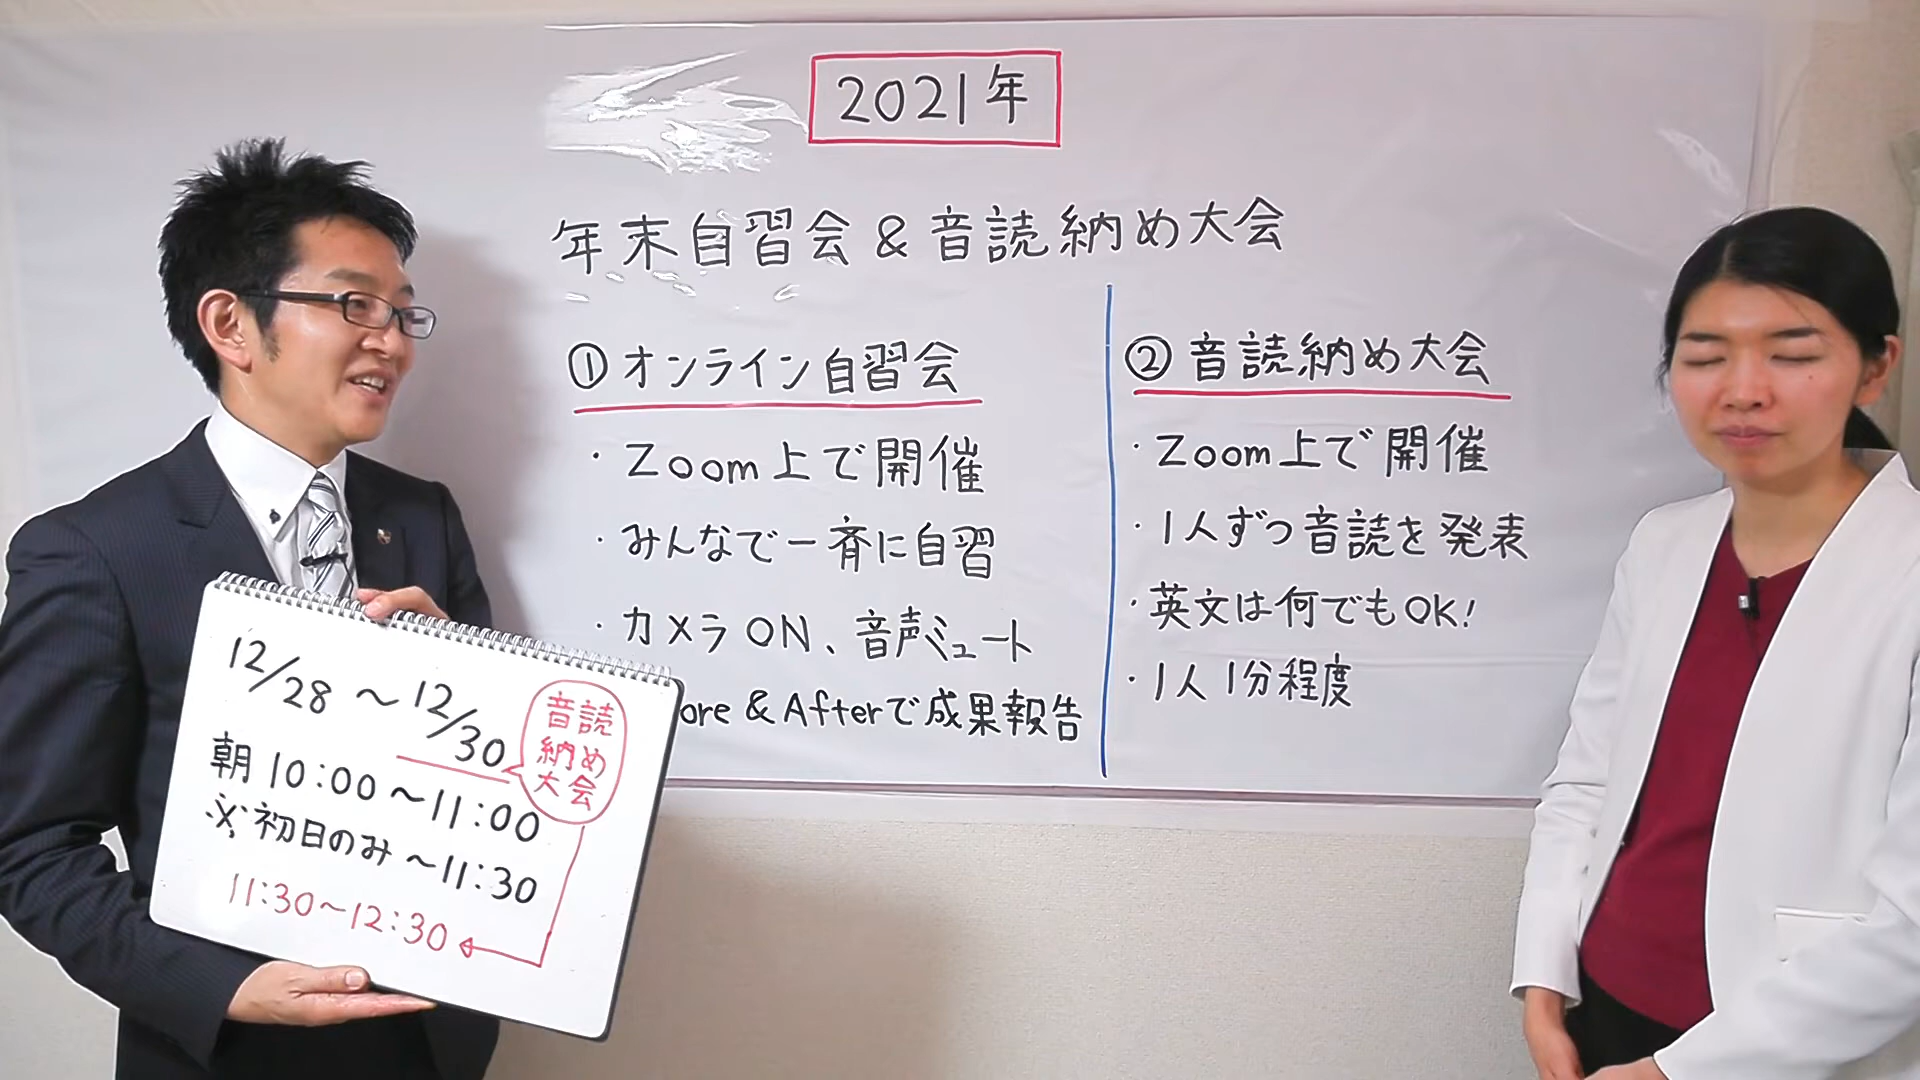 2021年
年末自習会&音読納め大会
①オンライン自習会
・Zoom上で開催
・みんなで一斉に自習
・カメラON、音声ミュート
ore&Afterで成果報告
②音読納め大会
・Zoom上で開催
・1人ずつ音読を発表
・英文は何でもOK!
・1人1分程度
12/28~12/30
音読
納め
大会
朝10:00~11:00
※初日のみ~11:30
11:30~12:30